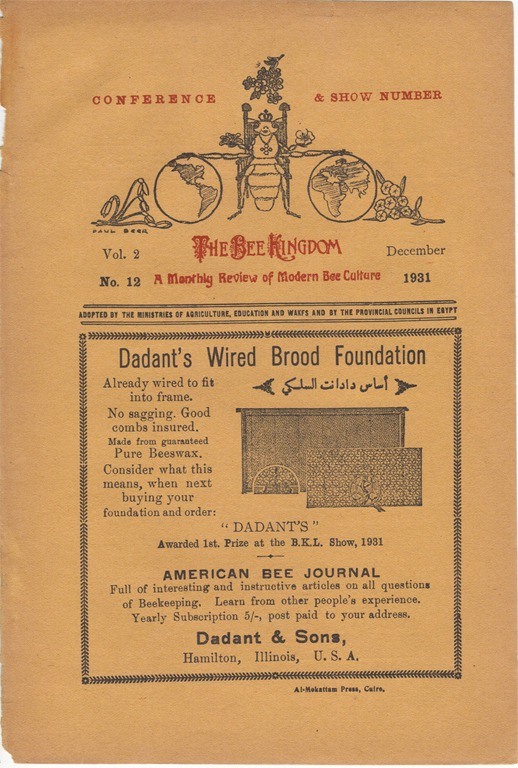 CONFERENCE & SHOW NUMBER
PAUL BEER
Vol. 2 THE BEE KINGDOM December
No. 12 A Monthly Review of Modern Bee Culture 1931
ADOPTED BY THE MINISTRIES OF AGRICULTURE, EDUCATION AND WAKFS AND BY THE PROVINCIAL COUNCILS IN EGYPT
Dadant's Wired Brood Foundation
أساس دادانت السلكي
Already wired to fit
into frame.
No sagging. Good
combs insured.
Made from guaranteed
Pure Beeswax.
Consider what this
means, when next
buying your
foundation and order:
"DADANT'S"
Awarded 1st. Prize at the B.K.L. Show, 1931
AMERICAN BEE JOURNAL
Full of interesting and instructive articles on all questions
of Beekeeping. Learn from other people's experience.
Yearly Subscription 5/-, post paid to your address.
Dadant & Sons,
Hamilton, Illinois, U. S. A.
Al-Mokattam Press, Cairo.